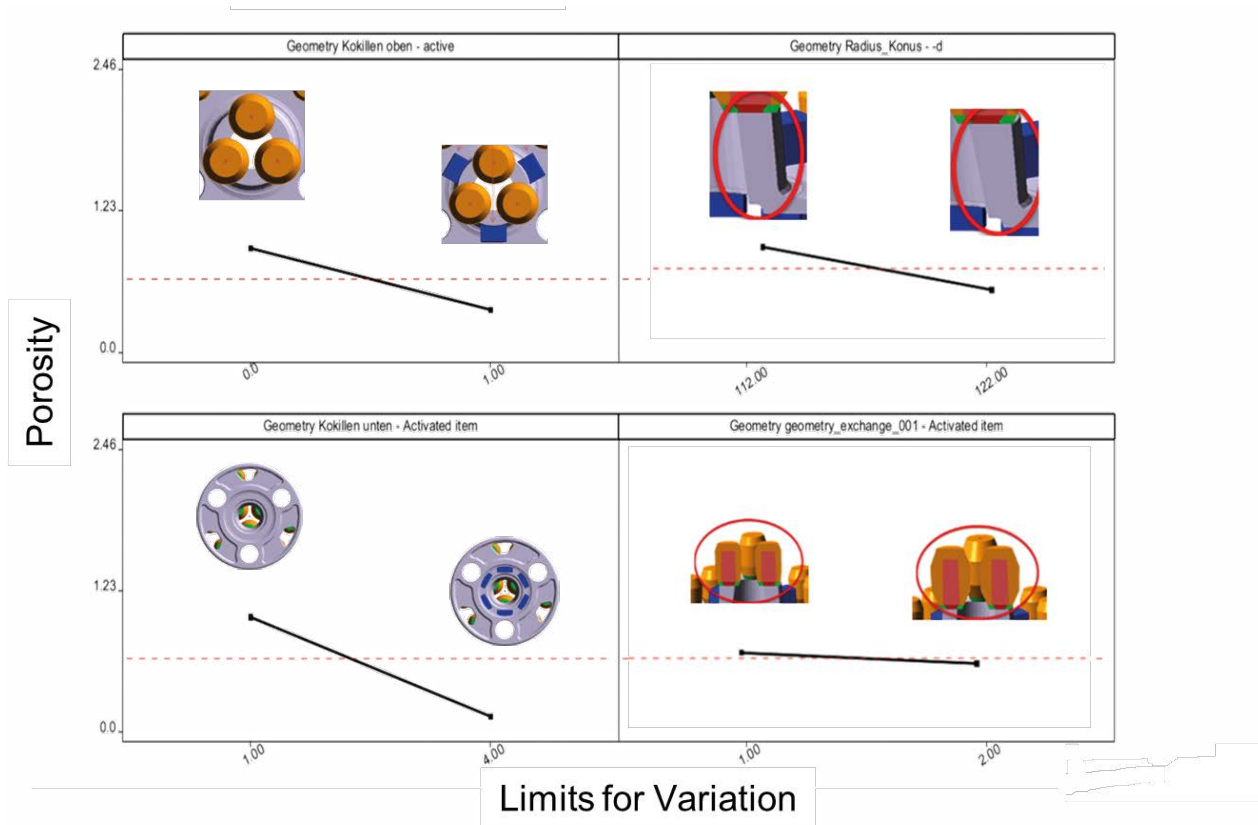 Geometry Kokillen oben - active
Geometry Radius_Konus - -d
2.46
1.23
0.0
0.0
1.00
112.00
122.00
Porosity
Geometry Kokillen unten - Activated item
Geometry geometry_exchange_001 - Activated item
2.46
1.23
0.0
1.00
4.00
1.00
2.00
Limits for Variation